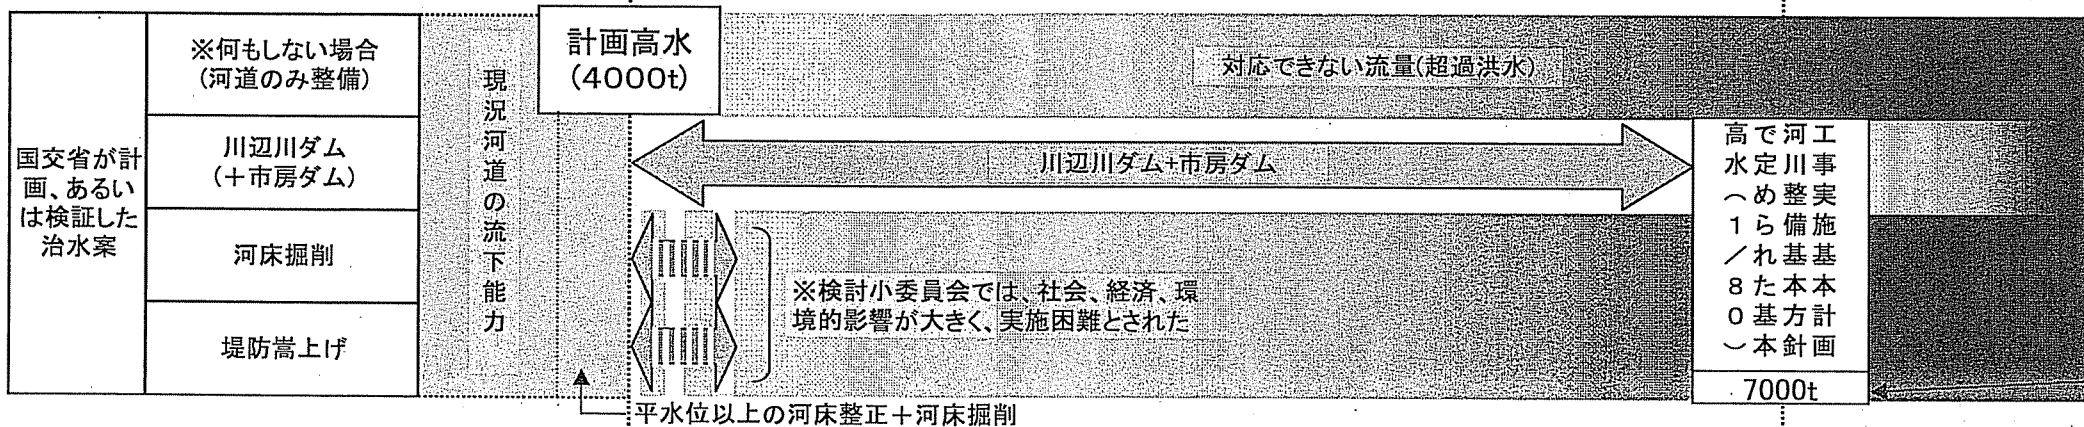 国交省が計
画、あるい
は検証した
治水案
※何もしない場合
(河道のみ整備)
川辺川ダム
(+市房ダム)
河床掘削
堤防嵩上げ
現況河道の流下能力
計画高水
(4000t)
対応できない流量(超過洪水)
川辺川ダム+市房ダム
※検討小委員会では、社会、経済、環
境的影響が大きく、実施困難とされた
平水位以上の河床整正+河床掘削
工事実施基本計画
河川整備基本方針
で定められた基本
高水(1/80)
7000t